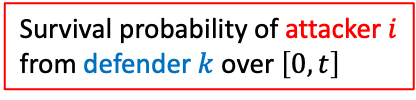 Survival probability of attacker i
from defender k over [0, t]